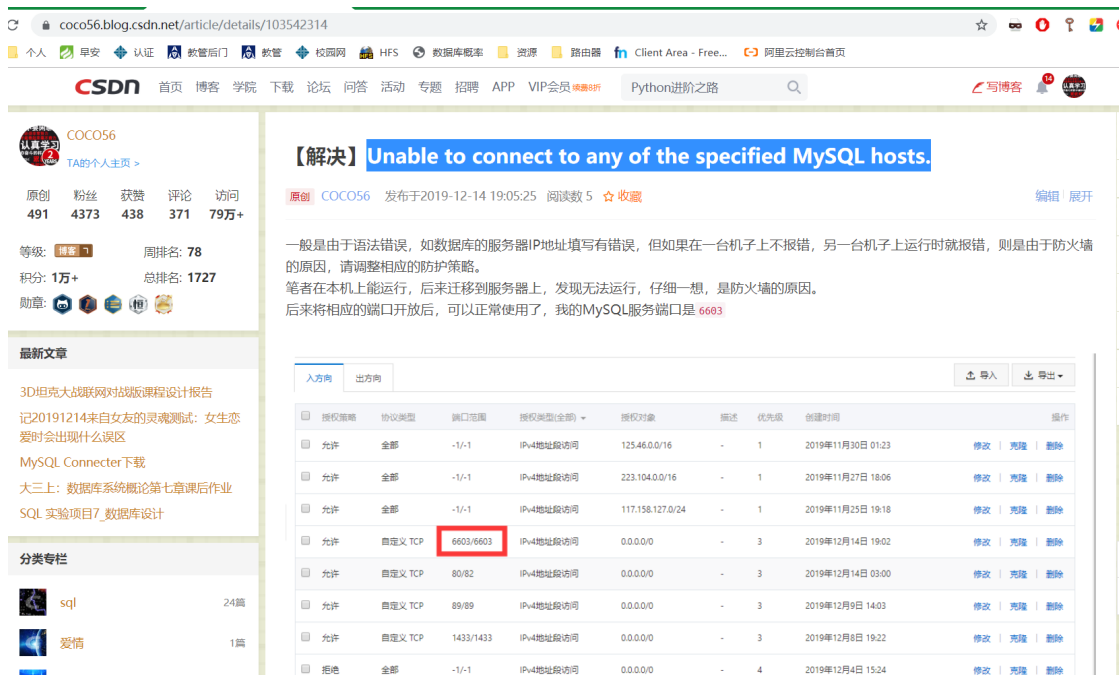 coco56.blog.csdn.net/article/details/103542314
个人 早安 认证 教管后门 教管 校园网 HFS 数据库概率 资源 路由器 Client Area - Free... 阿里云控制台首页
CSDN 首页 博客 学院 下载 论坛 问答 活动 专题 招聘 APP VIP会员 续费8折 Python进阶之路 写博客 14
认真学习
COCO56
TA的个人主页 >
原创 粉丝 获赞 评论 访问
491 4373 438 371 79万+
等级: 博客 7 周排名: 78
积分: 1万+ 总排名: 1727
勋章: 恒
最新文章
3D坦克大战联网对战版课程设计报告
记20191214来自女友的灵魂测试：女生恋
爱时会出现什么误区
MySQL Connecter下载
大三上：数据库系统概论第七章课后作业
SQL 实验项目7_数据库设计
分类专栏
sql 24篇
爱情 1篇
【解决】Unable to connect to any of the specified MySQL hosts.
原创 COCO56 发布于2019-12-14 19:05:25 阅读数 5 ☆ 收藏 编辑 展开
一般是由于语法错误，如数据库的服务器IP地址填写有错误，但如果在一台机子上不报错，另一台机子上运行时就报错，则是由于防火墙
的原因，请调整相应的防护策略。
笔者在本机上能运行，后来迁移到服务器上，发现无法运行，仔细一想，是防火墙的原因。
后来将相应的端口开放后，可以正常使用了，我的MySQL服务端口是 6603
入方向 出方向 导入 导出
授权策略 协议类型 端口范围 授权类型(全部) 授权对象 描述 优先级 创建时间 操作
允许 全部 -1/-1 IPv4地址段访问 125.46.0.0/16 - 1 2019年11月30日 01:23 修改 | 克隆 | 删除
允许 全部 -1/-1 IPv4地址段访问 223.104.0.0/16 - 1 2019年11月27日 18:06 修改 | 克隆 | 删除
允许 全部 -1/-1 IPv4地址段访问 117.158.127.0/24 - 1 2019年11月25日 19:18 修改 | 克隆 | 删除
允许 自定义 TCP 6603/6603 IPv4地址段访问 0.0.0.0/0 - 3 2019年12月14日 19:02 修改 | 克隆 | 删除
允许 自定义 TCP 80/82 IPv4地址段访问 0.0.0.0/0 - 3 2019年12月14日 03:00 修改 | 克隆 | 删除
允许 自定义 TCP 89/89 IPv4地址段访问 0.0.0.0/0 - 3 2019年12月9日 14:03 修改 | 克隆 | 删除
允许 自定义 TCP 1433/1433 IPv4地址段访问 0.0.0.0/0 - 3 2019年12月8日 19:22 修改 | 克隆 | 删除
拒绝 全部 -1/-1 IPv4地址段访问 0.0.0.0/0 - 4 2019年12月4日 15:24 修改 | 克隆 | 删除